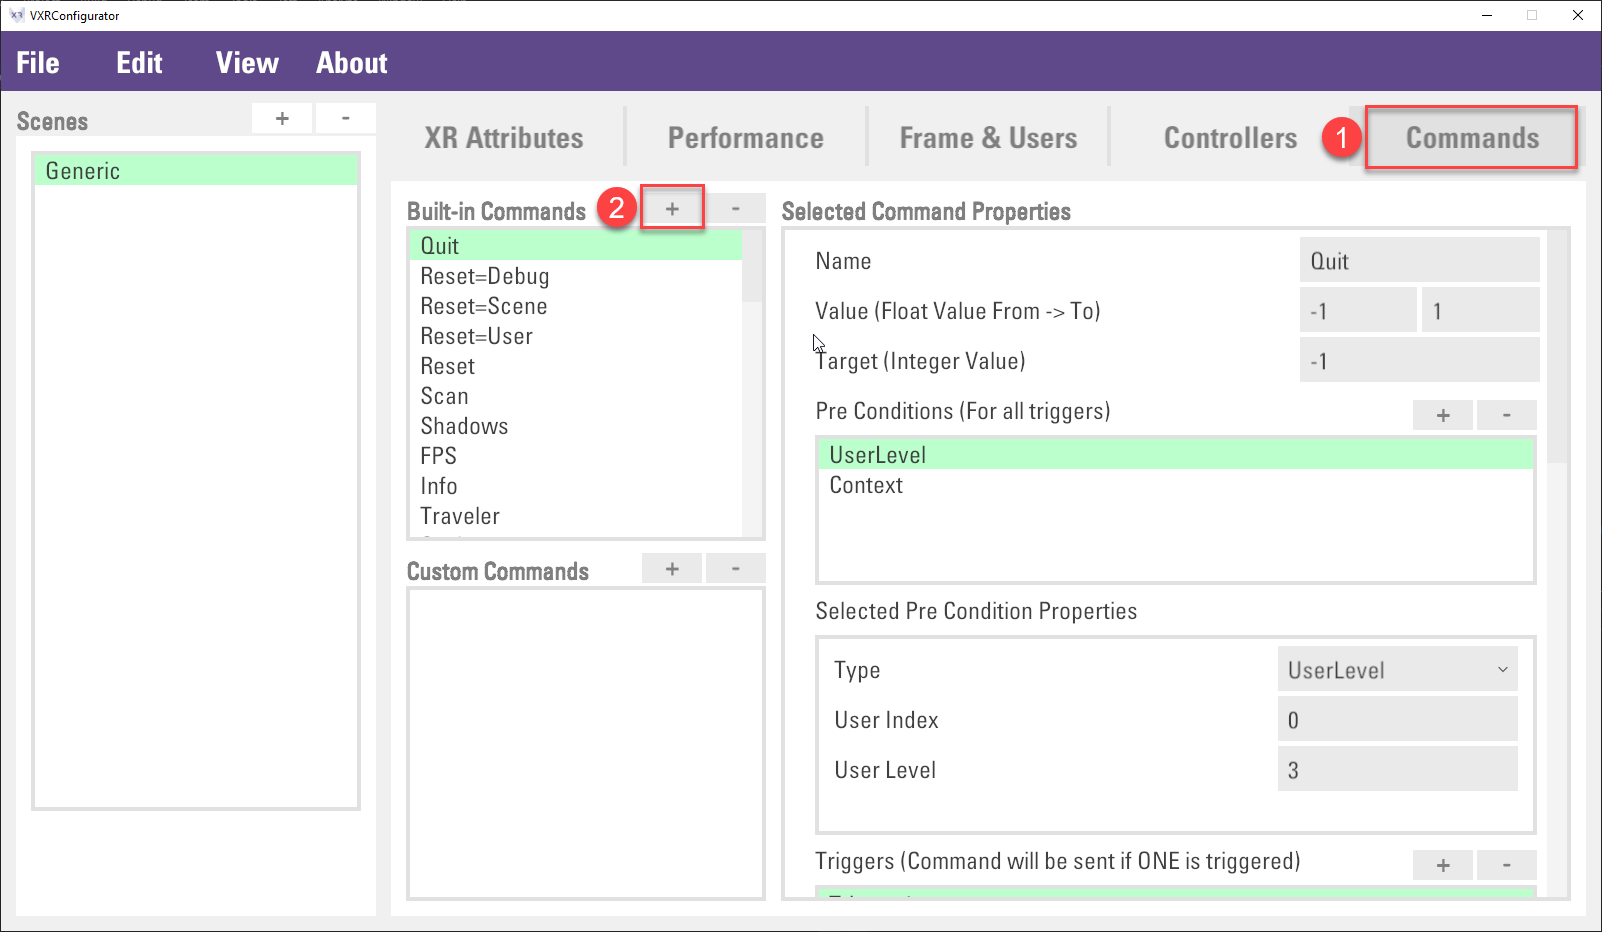 VXRConfigurator
File Edit View About
Scenes + -
Generic
XR Attributes Performance Frame & Users Controllers 1 Commands
Built-in Commands 2 + -
Quit
Reset=Debug
Reset=Scene
Reset=User
Reset
Scan
Shadows
FPS
Info
Traveler
Custom Commands + -
Selected Command Properties
Name Quit
Value (Float Value From -> To) -1 1
Target (Integer Value) -1
Pre Conditions (For all triggers) + -
UserLevel
Context
Selected Pre Condition Properties
Type UserLevel
User Index 0
User Level 3
Triggers (Command will be sent if ONE is triggered) + -